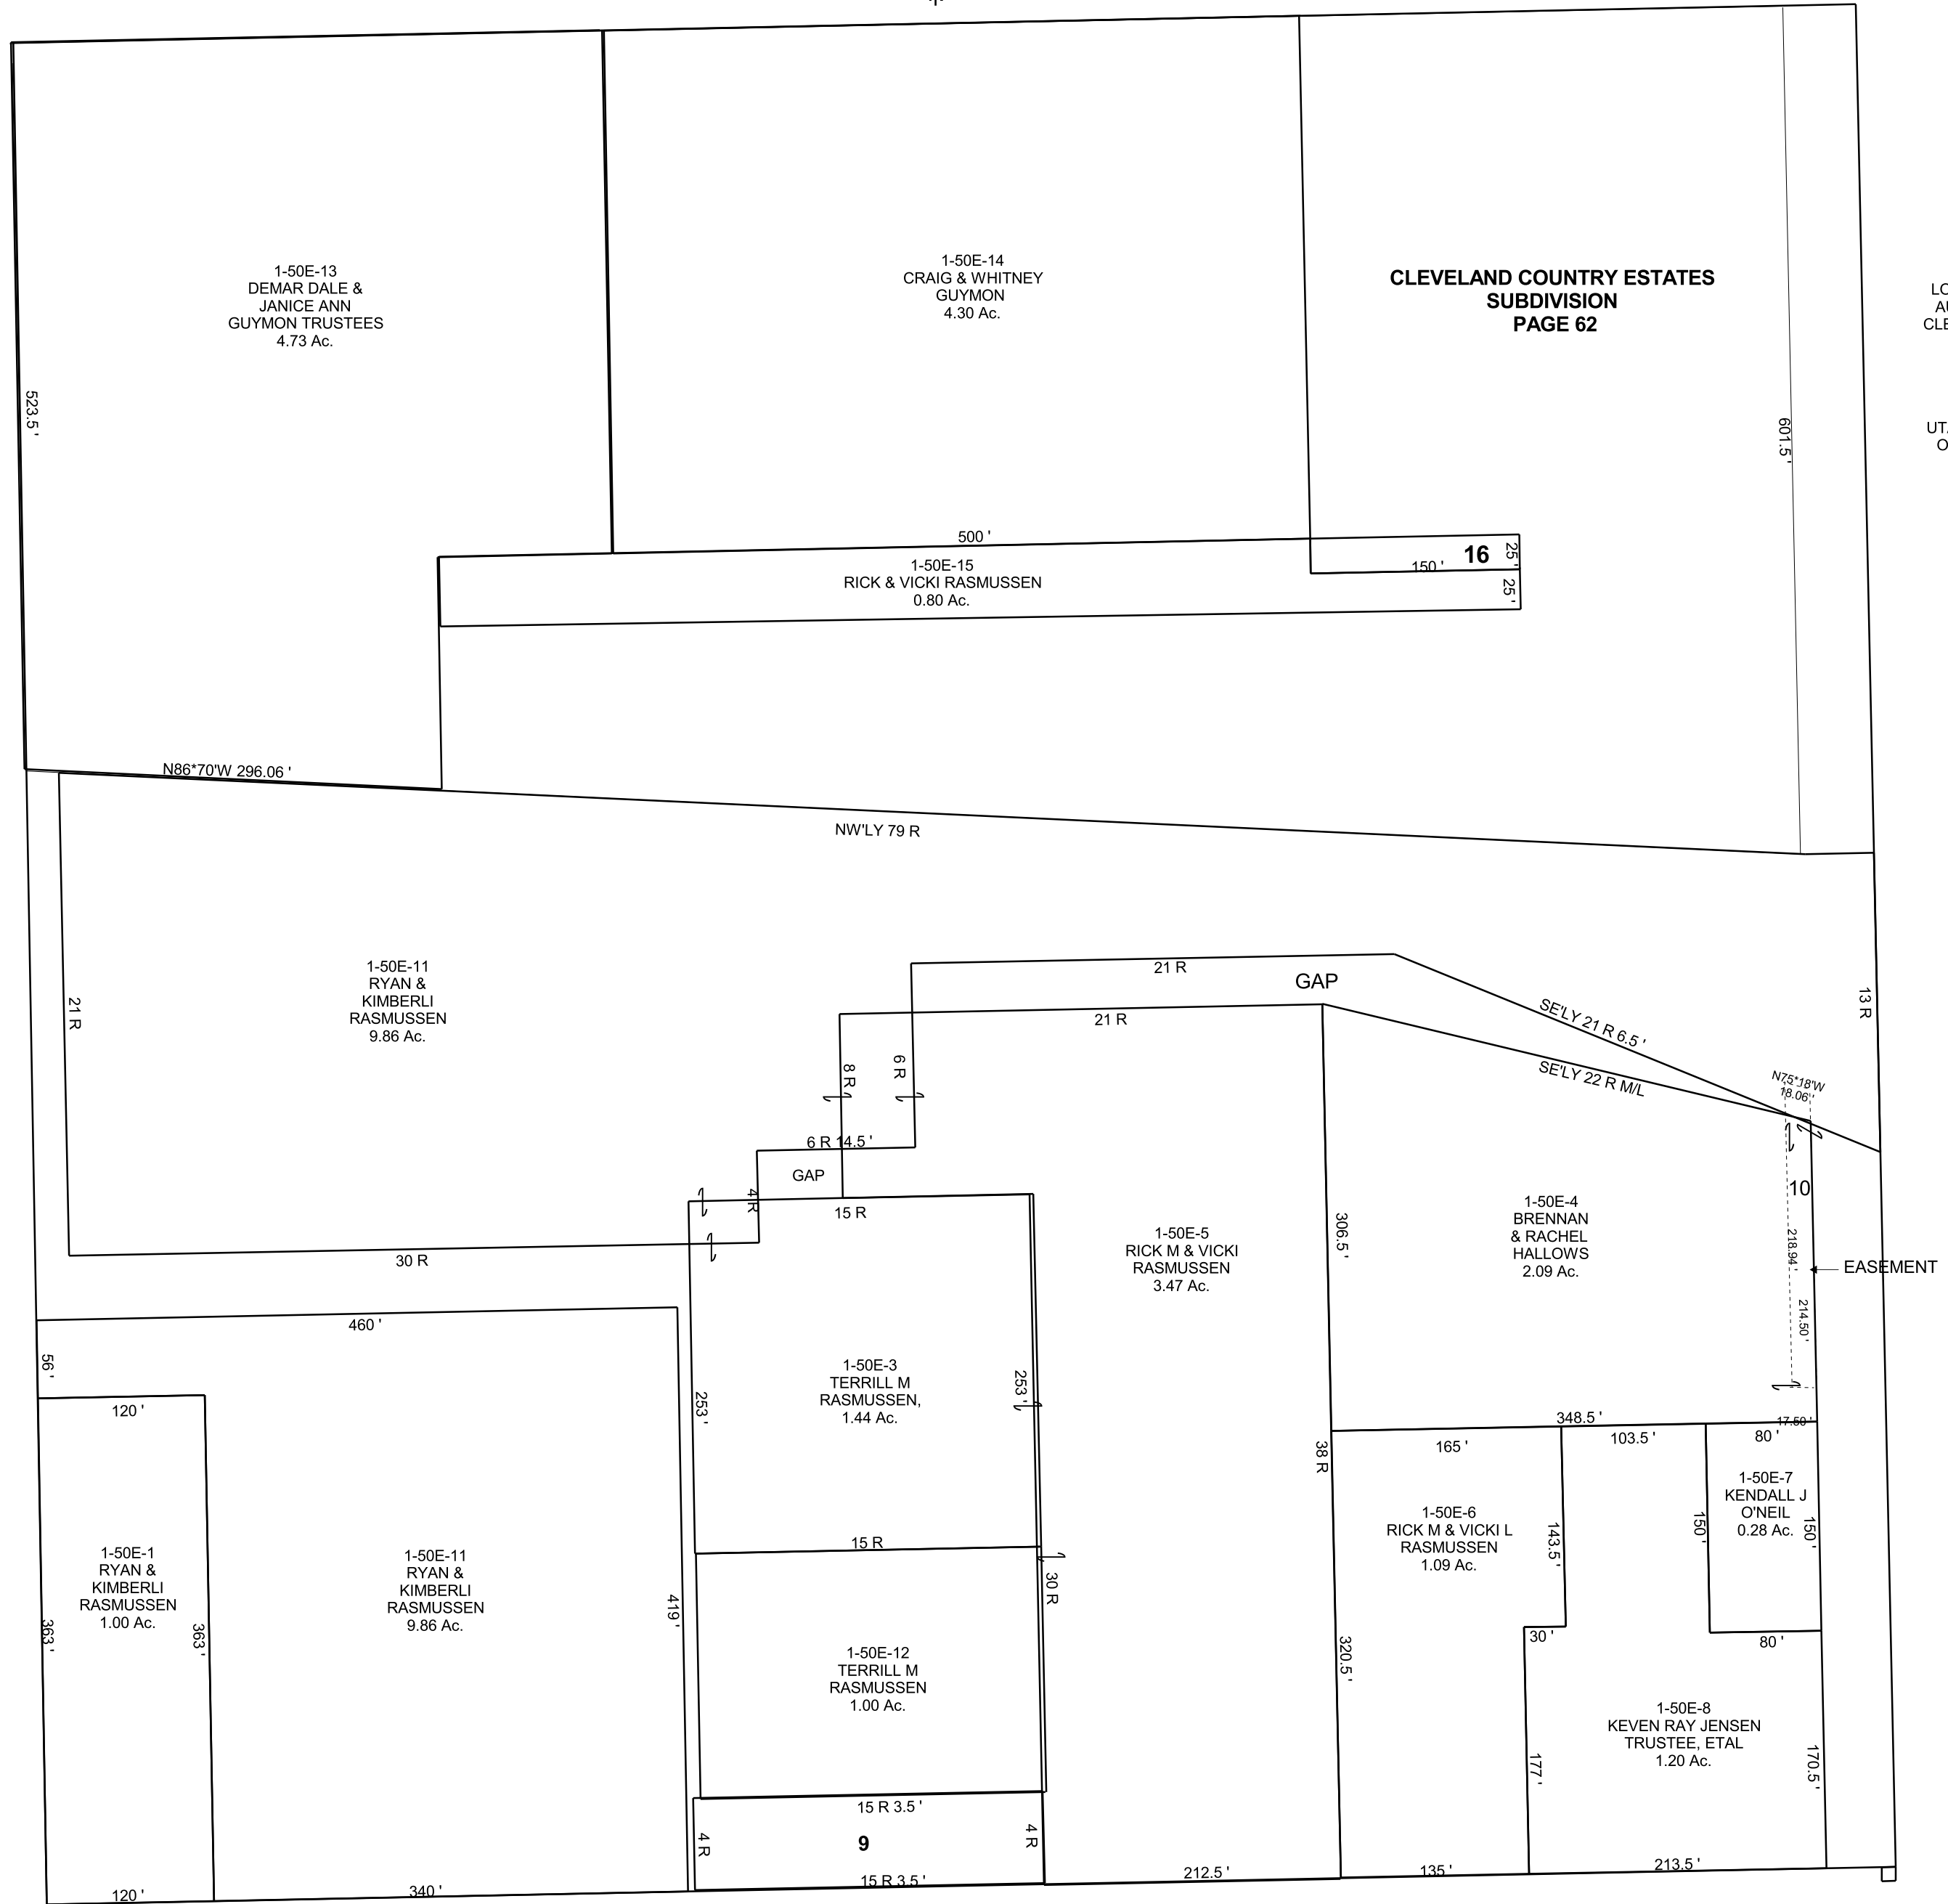 1-50E-13
DEMAR DALE &
JANICE ANN
GUYMON TRUSTEES
4.73 Ac.
1-50E-14
CRAIG & WHITNEY
GUYMON
4.30 Ac.
CLEVELAND COUNTRY ESTATES
SUBDIVISION
PAGE 62
LO
AU
CLE
UTA
O
523.5 '
601.5 '
500 '
16
25 '
150 '
25 '
1-50E-15
RICK & VICKI RASMUSSEN
0.80 Ac.
N86*70'W 296.06 '
NW'LY 79 R
1-50E-11
RYAN &
KIMBERLI
RASMUSSEN
9.86 Ac.
21 R
21 R
GAP
21 R
SE'LY 21 R 6.5 '
SE'LY 22 R M/L
13 R
N75*18'W
18.06'
8 R
6 R
6 R 14.5 '
GAP
4 R
15 R
30 R
10
1-50E-5
RICK M & VICKI
RASMUSSEN
3.47 Ac.
306.5 '
1-50E-4
BRENNAN
& RACHEL
HALLOWS
2.09 Ac.
218.94 '
EASEMENT
214.50 '
460 '
56 '
120 '
253 '
1-50E-3
TERRILL M
RASMUSSEN,
1.44 Ac.
253 '
38 R
348.5 '
17.50 '
165 '
103.5 '
80 '
1-50E-7
KENDALL J
O'NEIL
0.28 Ac.
150 '
150 '
1-50E-6
RICK M & VICKI L
RASMUSSEN
1.09 Ac.
143.5 '
15 R
30 R
1-50E-1
RYAN &
KIMBERLI
RASMUSSEN
1.00 Ac.
363 '
363 '
1-50E-11
RYAN &
KIMBERLI
RASMUSSEN
9.86 Ac.
419 '
1-50E-12
TERRILL M
RASMUSSEN
1.00 Ac.
320.5 '
30 '
80 '
1-50E-8
KEVEN RAY JENSEN
TRUSTEE, ETAL
1.20 Ac.
177 '
170.5 '
15 R 3.5 '
4 R
9
4 R
15 R 3.5 '
120 '
340 '
212.5 '
135 '
213.5 '